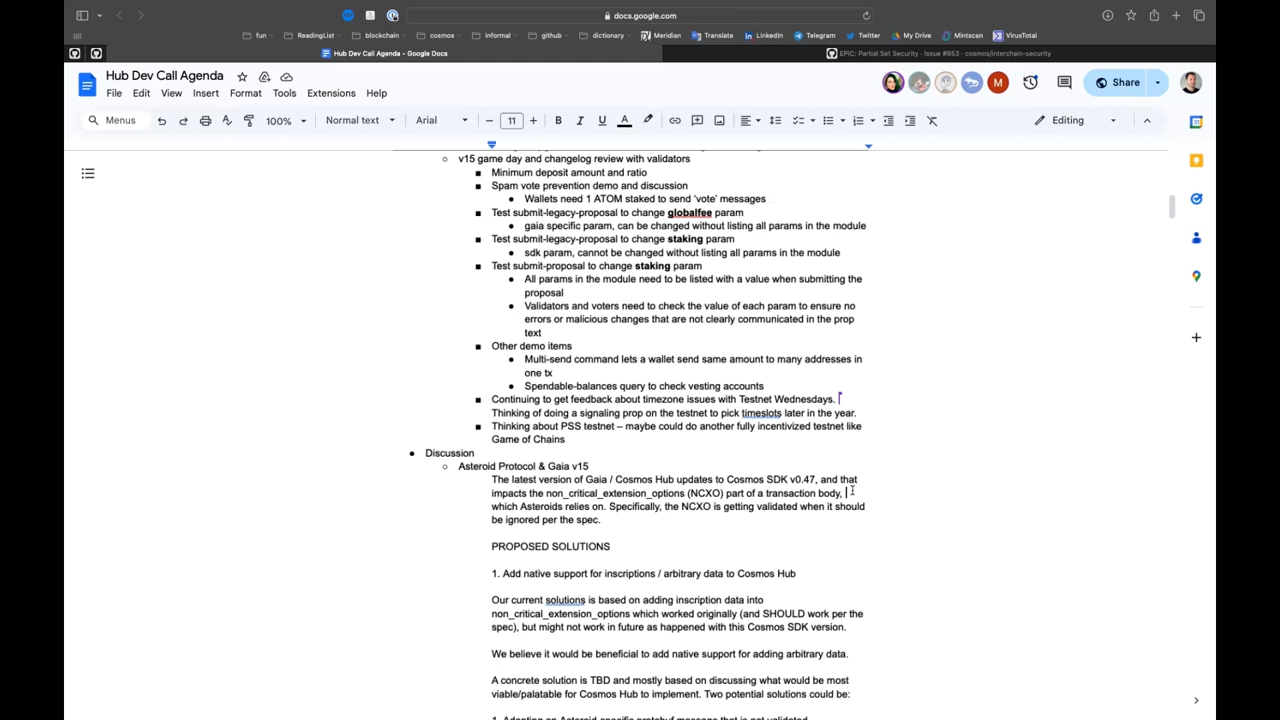 docs.google.com
fun
ReadingList
blockchain
cosmos
informal
github
dictionary
Meridian
Translate
LinkedIn
Telegram
Twitter
My Drive
Mintscan
VirusTotal
Hub Dev Call Agenda - Google Docs
EPIC: Partial Set Security · Issue #853 · cosmos/interchain-security
Hub Dev Call Agenda
File Edit View Insert Format Tools Extensions Help
M
Share
Menus
100%
Normal text
Arial
11
Editing
v15 game day and changelog review with validators
Minimum deposit amount and ratio
Spam vote prevention demo and discussion
Wallets need 1 ATOM staked to send ‘vote’ messages
Test submit-legacy-proposal to change globalfee param
gaia specific param, can be changed without listing all params in the module
Test submit-legacy-proposal to change staking param
sdk param, cannot be changed without listing all params in the module
Test submit-proposal to change staking param
All params in the module need to be listed with a value when submitting the
proposal
Validators and voters need to check the value of each param to ensure no
errors or malicious changes that are not clearly communicated in the prop
text
Other demo items
Multi-send command lets a wallet send same amount to many addresses in
one tx
Spendable-balances query to check vesting accounts
Continuing to get feedback about timezone issues with Testnet Wednesdays.
Thinking of doing a signaling prop on the testnet to pick timeslots later in the year.
Thinking about PSS testnet – maybe could do another fully incentivized testnet like
Game of Chains
Discussion
Asteroid Protocol & Gaia v15
The latest version of Gaia / Cosmos Hub updates to Cosmos SDK v0.47, and that
impacts the non_critical_extension_options (NCXO) part of a transaction body,
which Asteroids relies on. Specifically, the NCXO is getting validated when it should
be ignored per the spec.
PROPOSED SOLUTIONS
1. Add native support for inscriptions / arbitrary data to Cosmos Hub
Our current solutions is based on adding inscription data into
non_critical_extension_options which worked originally (and SHOULD work per the
spec), but might not work in future as happened with this Cosmos SDK version.
We believe it would be beneficial to add native support for adding arbitrary data.
A concrete solution is TBD and mostly based on discussing what would be most
viable/palatable for Cosmos Hub to implement. Two potential solutions could be:
1. Adopting an Asteroid specific protobuf message that is not validated